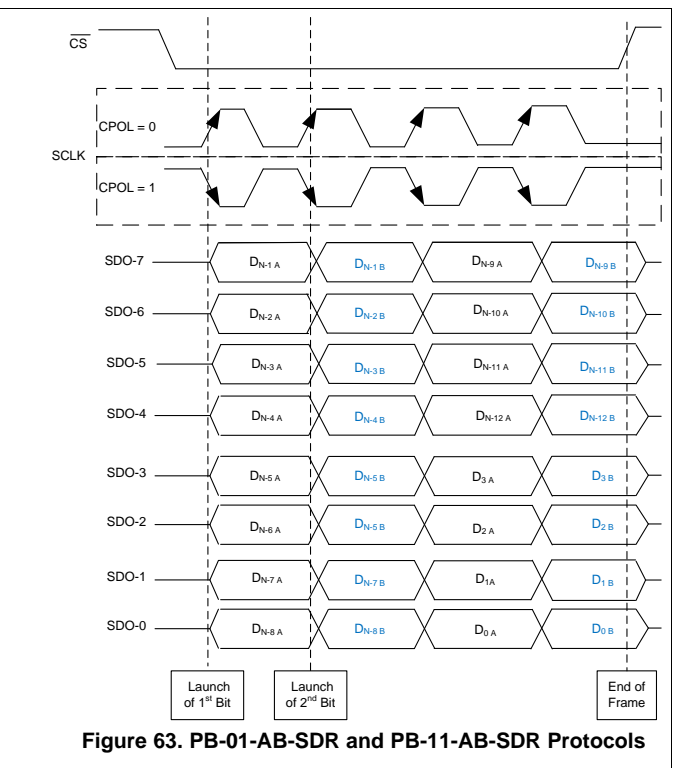 CS
CPOL = 0
SCLK
CPOL = 1
SDO-7 DN-1 A DN-1 B DN-9 A DN-9 B
SDO-6 DN-2 A DN-2 B DN-10 A DN-10 B
SDO-5 DN-3 A DN-3 B DN-11 A DN-11 B
SDO-4 DN-4 A DN-4 B DN-12 A DN-12 B
SDO-3 DN-5 A DN-5 B D3 A D3 B
SDO-2 DN-6 A DN-5 B D2 A D2 B
SDO-1 DN-7 A DN-7 B D1A D1 B
SDO-0 DN-8 A DN-8 B D0 A D0 B
Launch of 1st Bit
Launch of 2nd Bit
End of Frame
Figure 63. PB-01-AB-SDR and PB-11-AB-SDR Protocols